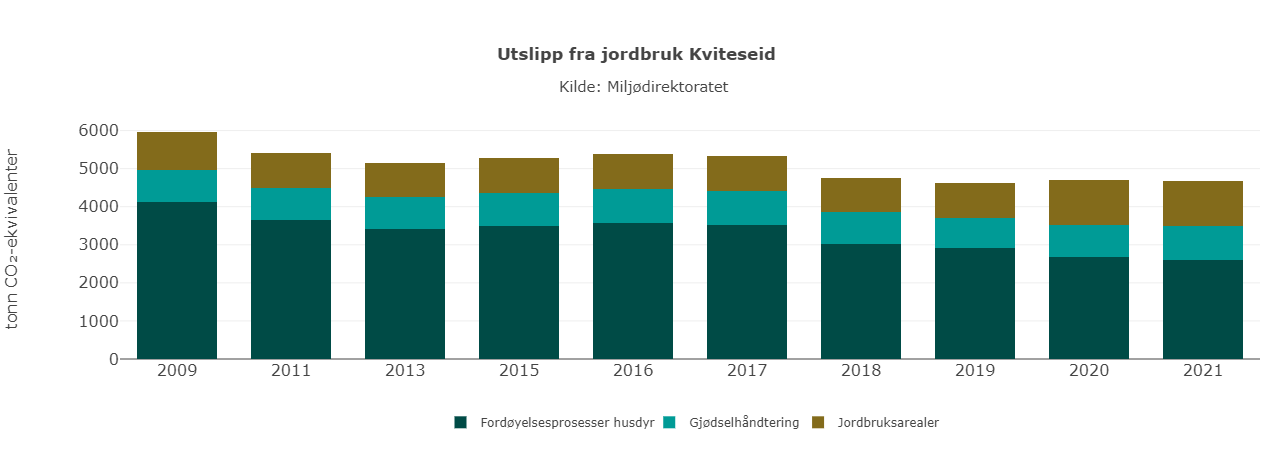 Utslipp fra jordbruk Kviteseid
Kilde: Miljødirektoratet
tonn CO₂-ekvivalenter
6000
5000
4000
3000
2000
1000
0
2009 2011 2013 2015 2016 2017 2018 2019 2020 2021
Fordøyelsesprosesser husdyr Gjødselhåndtering Jordbruksarealer